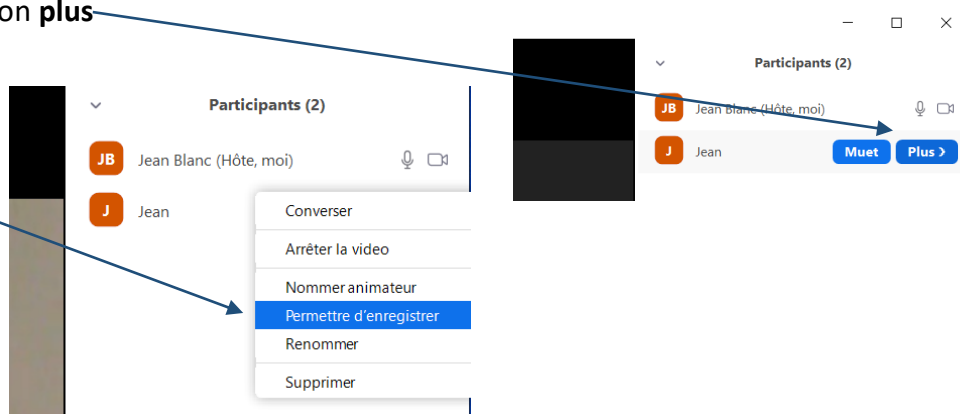 on plus
Participants (2)
JB Jean Blanc (Hôte, moi)
J Jean
Converser
Arrêter la video
Nommer animateur
Permettre d'enregistrer
Renommer
Supprimer
Participants (2)
JB Jean Blanc (Hôte, moi)
J Jean Muet Plus >